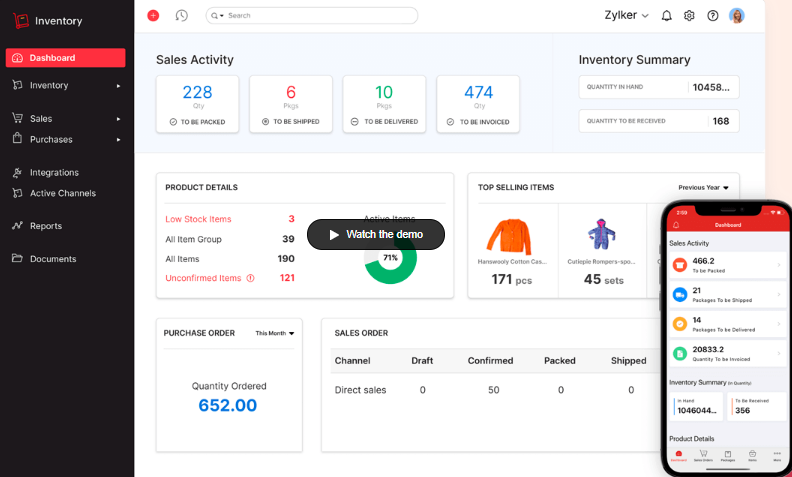 Inventory
Search
Zylker
Dashboard
Inventory
Sales
Purchases
Integrations
Active Channels
Reports
Documents
Sales Activity
228
Qty
TO BE PACKED
6
Pkgs
TO BE SHIPPED
10
Pkgs
TO BE DELIVERED
474
Qty
TO BE INVOICED
Inventory Summary
QUANTITY IN HAND 10458...
QUANTITY TO BE RECEIVED 168
PRODUCT DETAILS
Low Stock Items 3
All Item Group 39
All Items 190
Unconfirmed Items 121
Active Items
71%
Watch the demo
TOP SELLING ITEMS Previous Year
Hanswooly Cotton Cas...
171 pcs
Cutiepie Rompers-spo...
45 sets
PURCHASE ORDER This Month
Quantity Ordered
652.00
SALES ORDER
Channel Draft Confirmed Packed Shipped
Direct sales 0 50 0 0
2:59
Dashboard
Sales Activity
466.2
To be Packed
21
Packages To be Shipped
14
Packages To be Delivered
20833.2
Quantity To be Invoiced
Inventory Summary (In Quantity)
In Hand
1046044...
To Be Received
356
Product Details
Dashboard Sales Orders Packages Items More